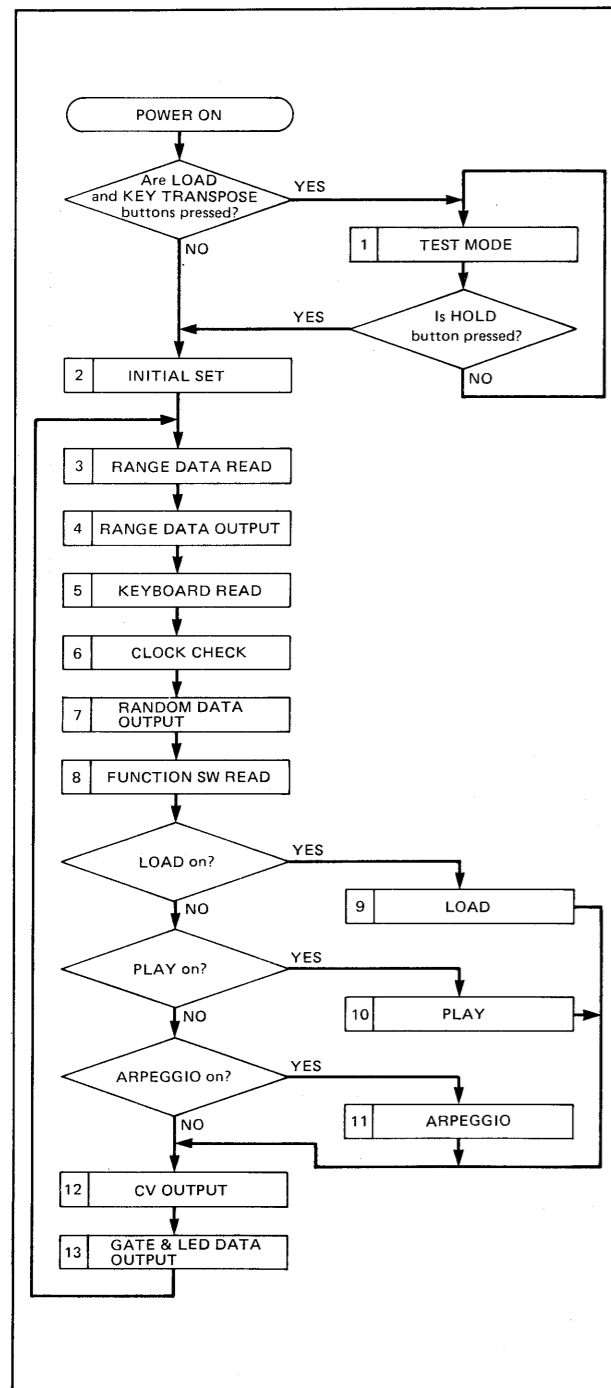 POWER ON
Are LOAD
and KEY TRANSPOSE
buttons pressed?
YES
NO
1 TEST MODE
Is HOLD
button pressed?
YES
NO
2 INITIAL SET
3 RANGE DATA READ
4 RANGE DATA OUTPUT
5 KEYBOARD READ
6 CLOCK CHECK
7 RANDOM DATA
OUTPUT
8 FUNCTION SW READ
LOAD on?
YES
NO
9 LOAD
PLAY on?
YES
NO
10 PLAY
ARPEGGIO on?
YES
NO
11 ARPEGGIO
12 CV OUTPUT
13 GATE & LED DATA
OUTPUT